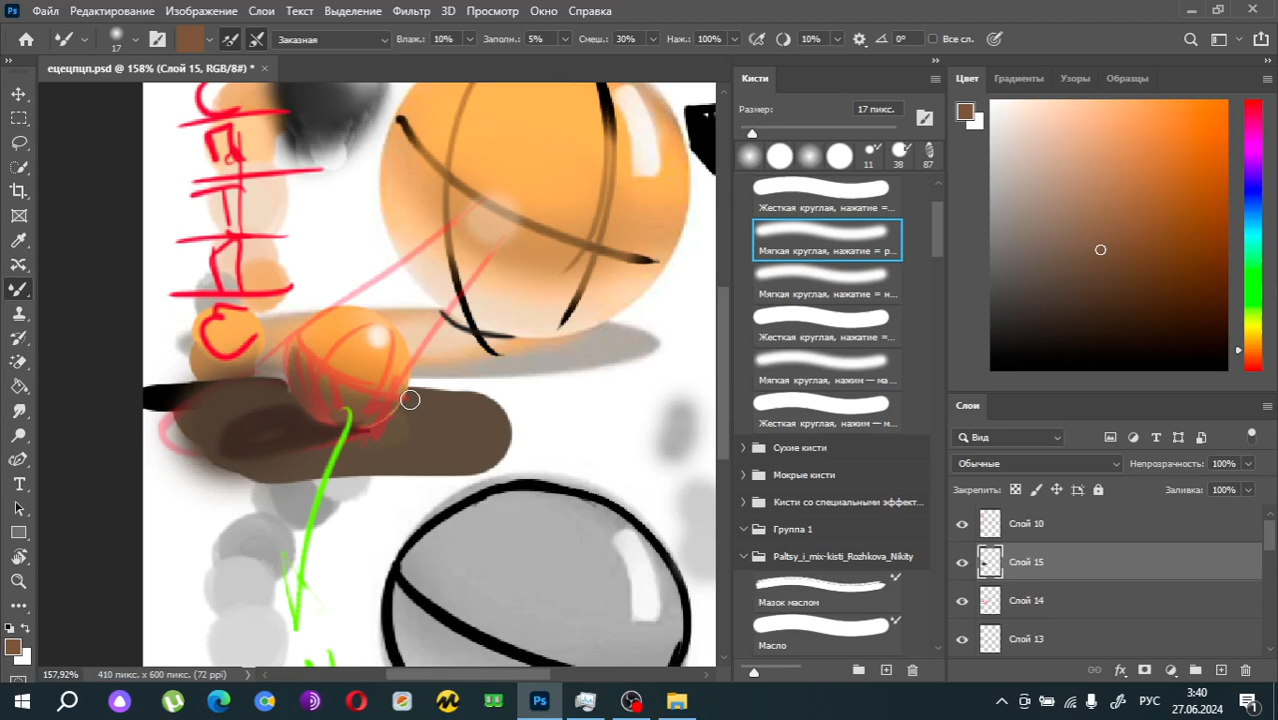 Файл Редактирование Изображение Слои Текст Выделение Фильтр 3D Просмотр Окно Справка
17 Заказная Влаж.: 10% Заполн.: 5% Смеш.: 30% Наж.: 100% 10% 0° Все сл.
ецецпцп.psd @ 158% (Слой 15, RGB/8#) *
Кисти
Размер: 17 пикс.
11 38 87
Жесткая круглая, нажатие =...
Мягкая круглая, нажатие = р...
Мягкая круглая, нажатие = н...
Жесткая круглая, нажатие =...
Мягкая круглая, нажим — ма...
Жесткая круглая, нажим — м...
Сухие кисти
Мокрые кисти
Кисти со специальными эффект...
Группа 1
Paltsy_i_mix-kisti_Rozhkova_Nikity
Мазок маслом
Масло
Цвет Градиенты Узоры Образцы
Слои
Вид
Обычные Непрозрачность: 100%
Закрепить: Заливка: 100%
Слой 10
Слой 15
Слой 14
Слой 13
157,92% 410 пикс. x 600 пикс. (72 ppi)
РУС 3:40
27.06.2024